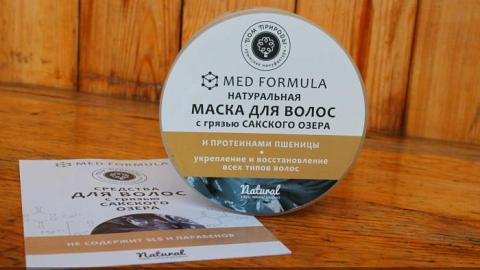 ДОМ ПРИРОДЫ
MED FORMULA
НАТУРАЛЬНАЯ
МАСКА ДЛЯ ВОЛОС
с грязью САКСКОГО ОЗЕРА
И ПРОТЕИНАМИ ПШЕНИЦЫ
укрепление и восстановление
всех типов волос
Natural
MED FORMULA
СРЕДСТВА
ДЛЯ ВОЛОС
с грязью
САКСКОГО
ОЗЕРА
НЕ СОДЕРЖИТ SLS И ПАРАБЕНОВ
Natural